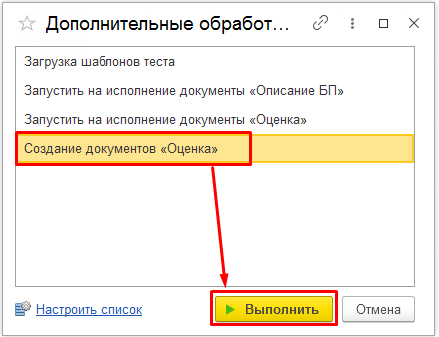 Дополнительные обработ...
Загрузка шаблонов теста
Запустить на исполнение документы «Описание БП»
Запустить на исполнение документы «Оценка»
Создание документов «Оценка»
Настроить список
Выполнить
Отмена